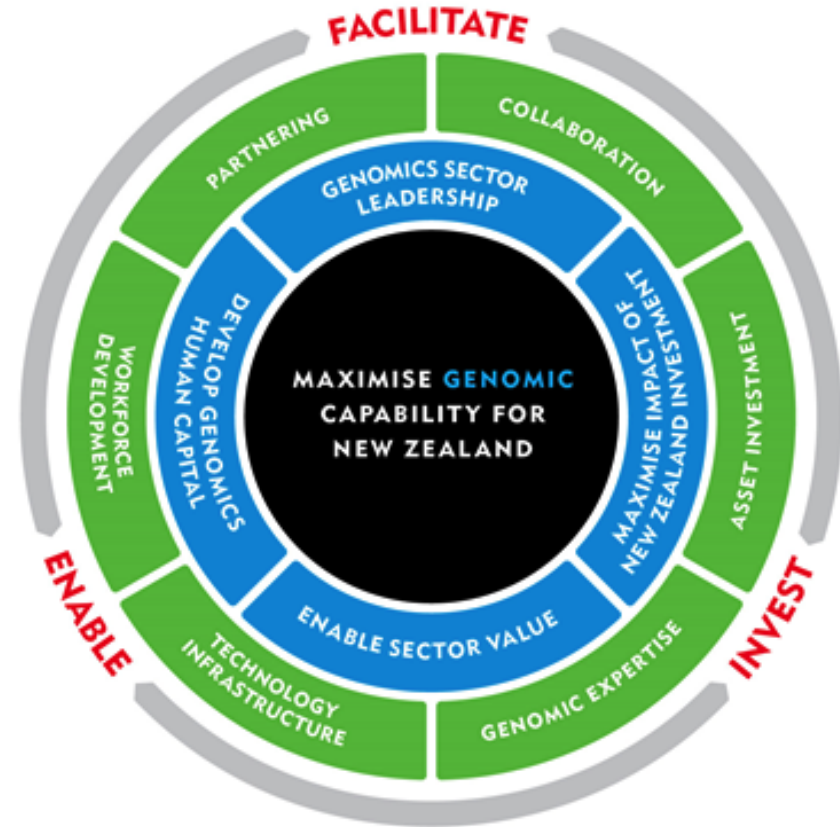 FACILITATE
PARTNERING
COLLABORATION
GENOMICS SECTOR
LEADERSHIP
DEVELOP GENOMICS
HUMAN CAPITAL
MAXIMISE IMPACT OF
NEW ZEALAND INVESTMENT
WORKFORCE
DEVELOPMENT
MAXIMISE GENOMIC
CAPABILITY FOR
NEW ZEALAND
ASSET INVESTMENT
ENABLE
INVEST
ENABLE SECTOR VALUE
TECHNOLOGY
INFRASTRUCTURE
GENOMIC EXPERTISE